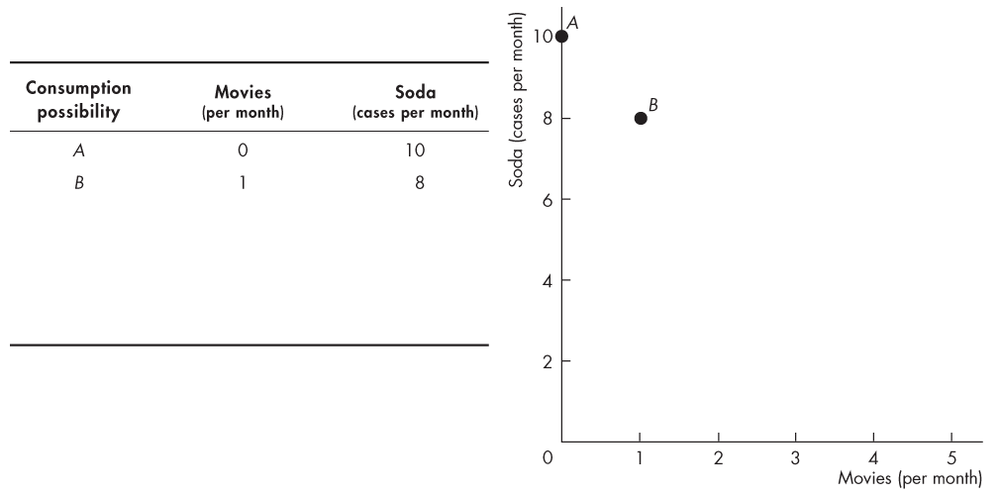 Consumption possibility Movies (per month) Soda (cases per month)
A 0 10
B 1 8
Soda (cases per month)
10
8
6
4
2
A
B
0 1 2 3 4 5
Movies (per month)